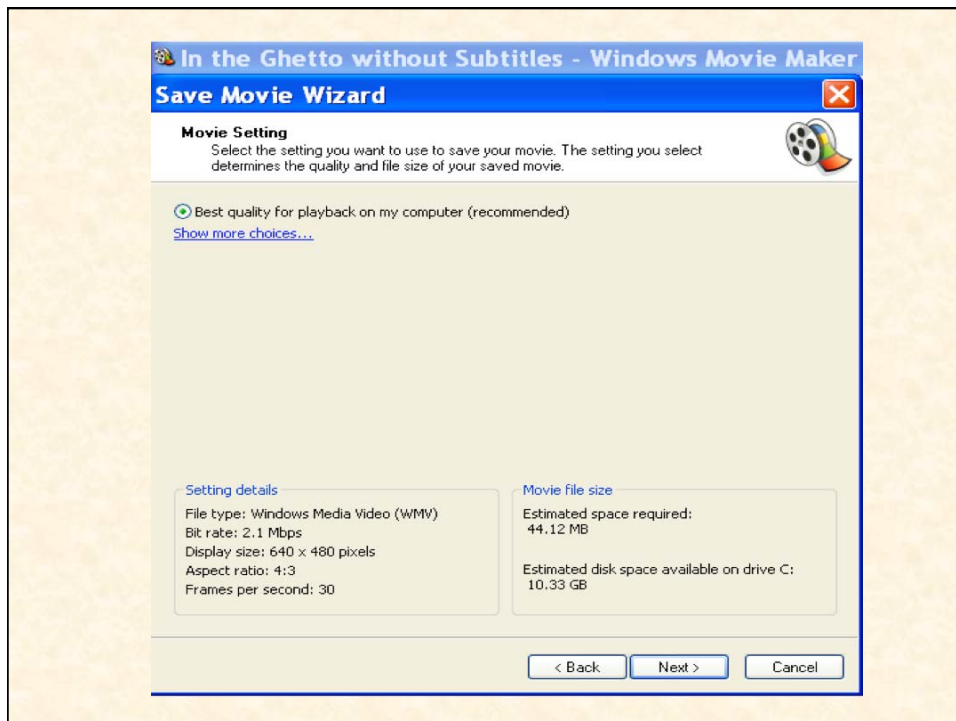 In the Ghetto without Subtitles - Windows Movie Maker
Save Movie Wizard
Movie Setting
Select the setting you want to use to save your movie. The setting you select
determines the quality and file size of your saved movie.
Best quality for playback on my computer (recommended)
Show more choices...
Setting details
File type: Windows Media Video (WMV)
Bit rate: 2.1 Mbps
Display size: 640 x 480 pixels
Aspect ratio: 4:3
Frames per second: 30
Movie file size
Estimated space required:
44.12 MB
Estimated disk space available on drive C:
10.33 GB
< Back
Next >
Cancel